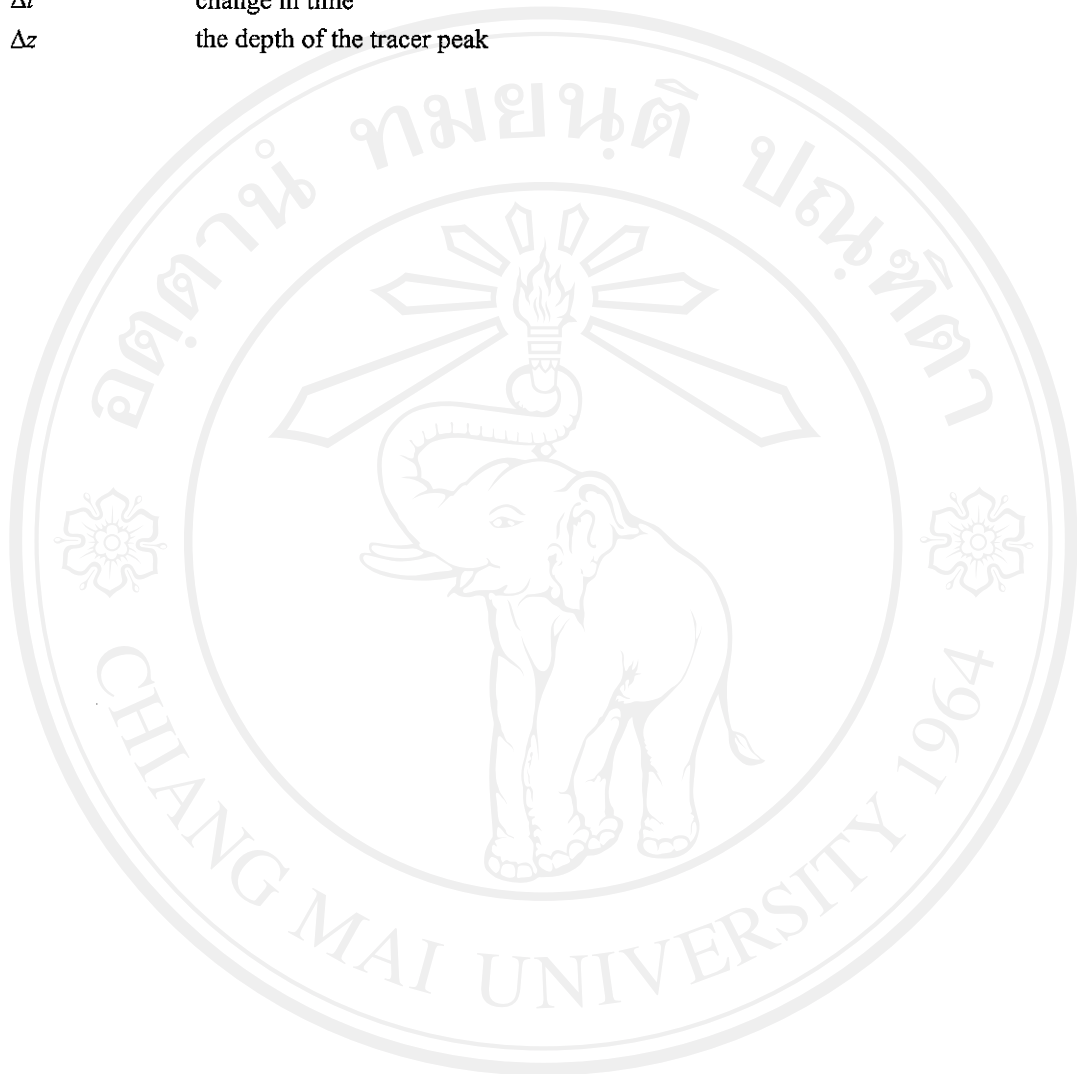 Δt change in time
Δz the depth of the tracer peak
อตฺตานํ ทมยนฺติ ปณฺฑิตา
CHIANG MAI UNIVERSITY 1964